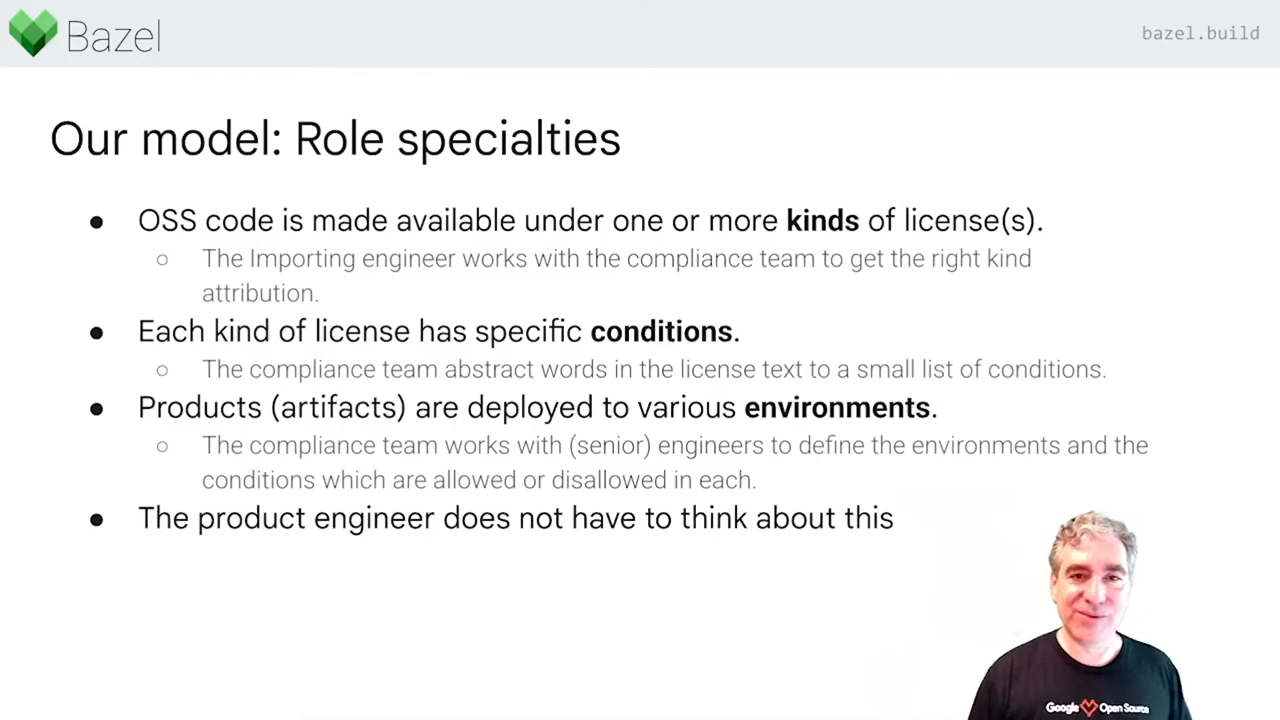 Bazel
bazel.build
Our model: Role specialties
● OSS code is made available under one or more kinds of license(s).
○ The Importing engineer works with the compliance team to get the right kind
attribution.
● Each kind of license has specific conditions.
○ The compliance team abstract words in the license text to a small list of conditions.
● Products (artifacts) are deployed to various environments.
○ The compliance team works with (senior) engineers to define the environments and the
conditions which are allowed or disallowed in each.
● The product engineer does not have to think about this
Google Open Source